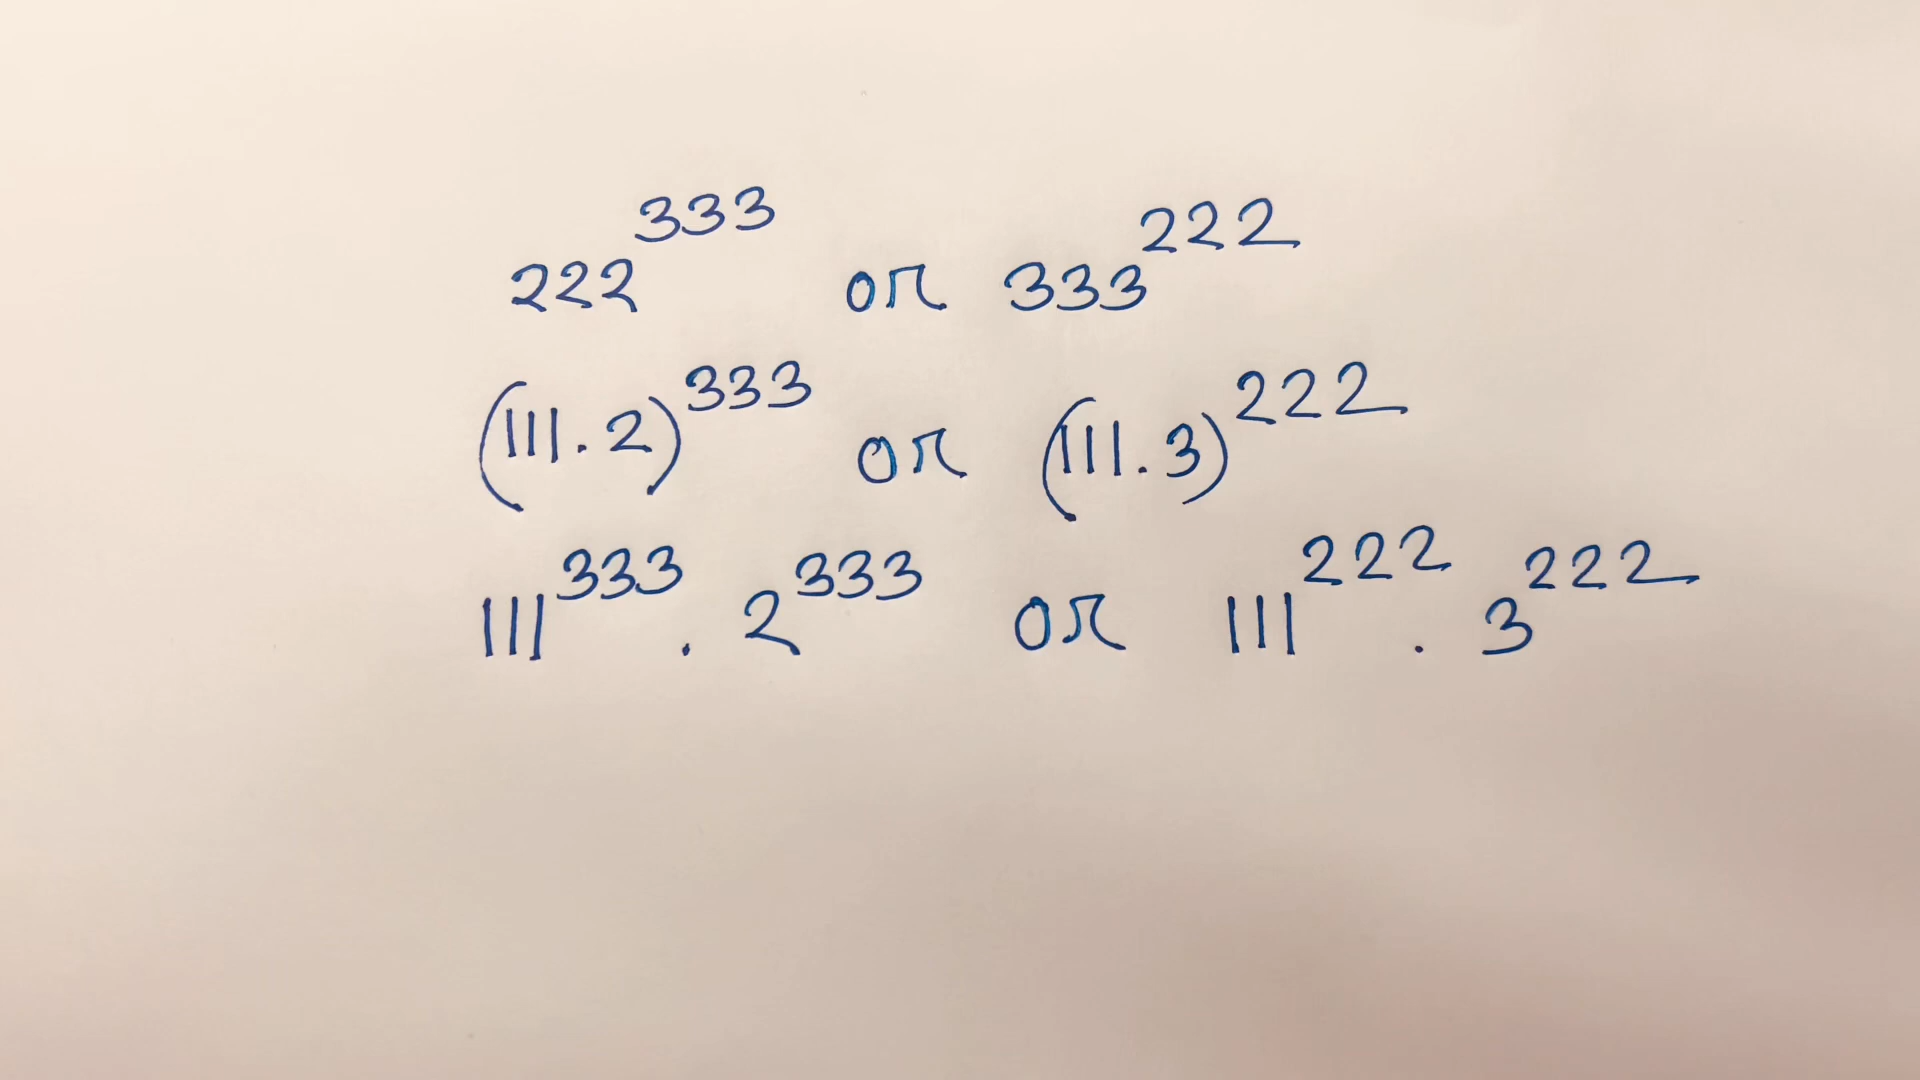 222^333 or 333^222
(111.2)^333 or (111.3)^222
111^333 . 2^333 or 111^222 . 3^222